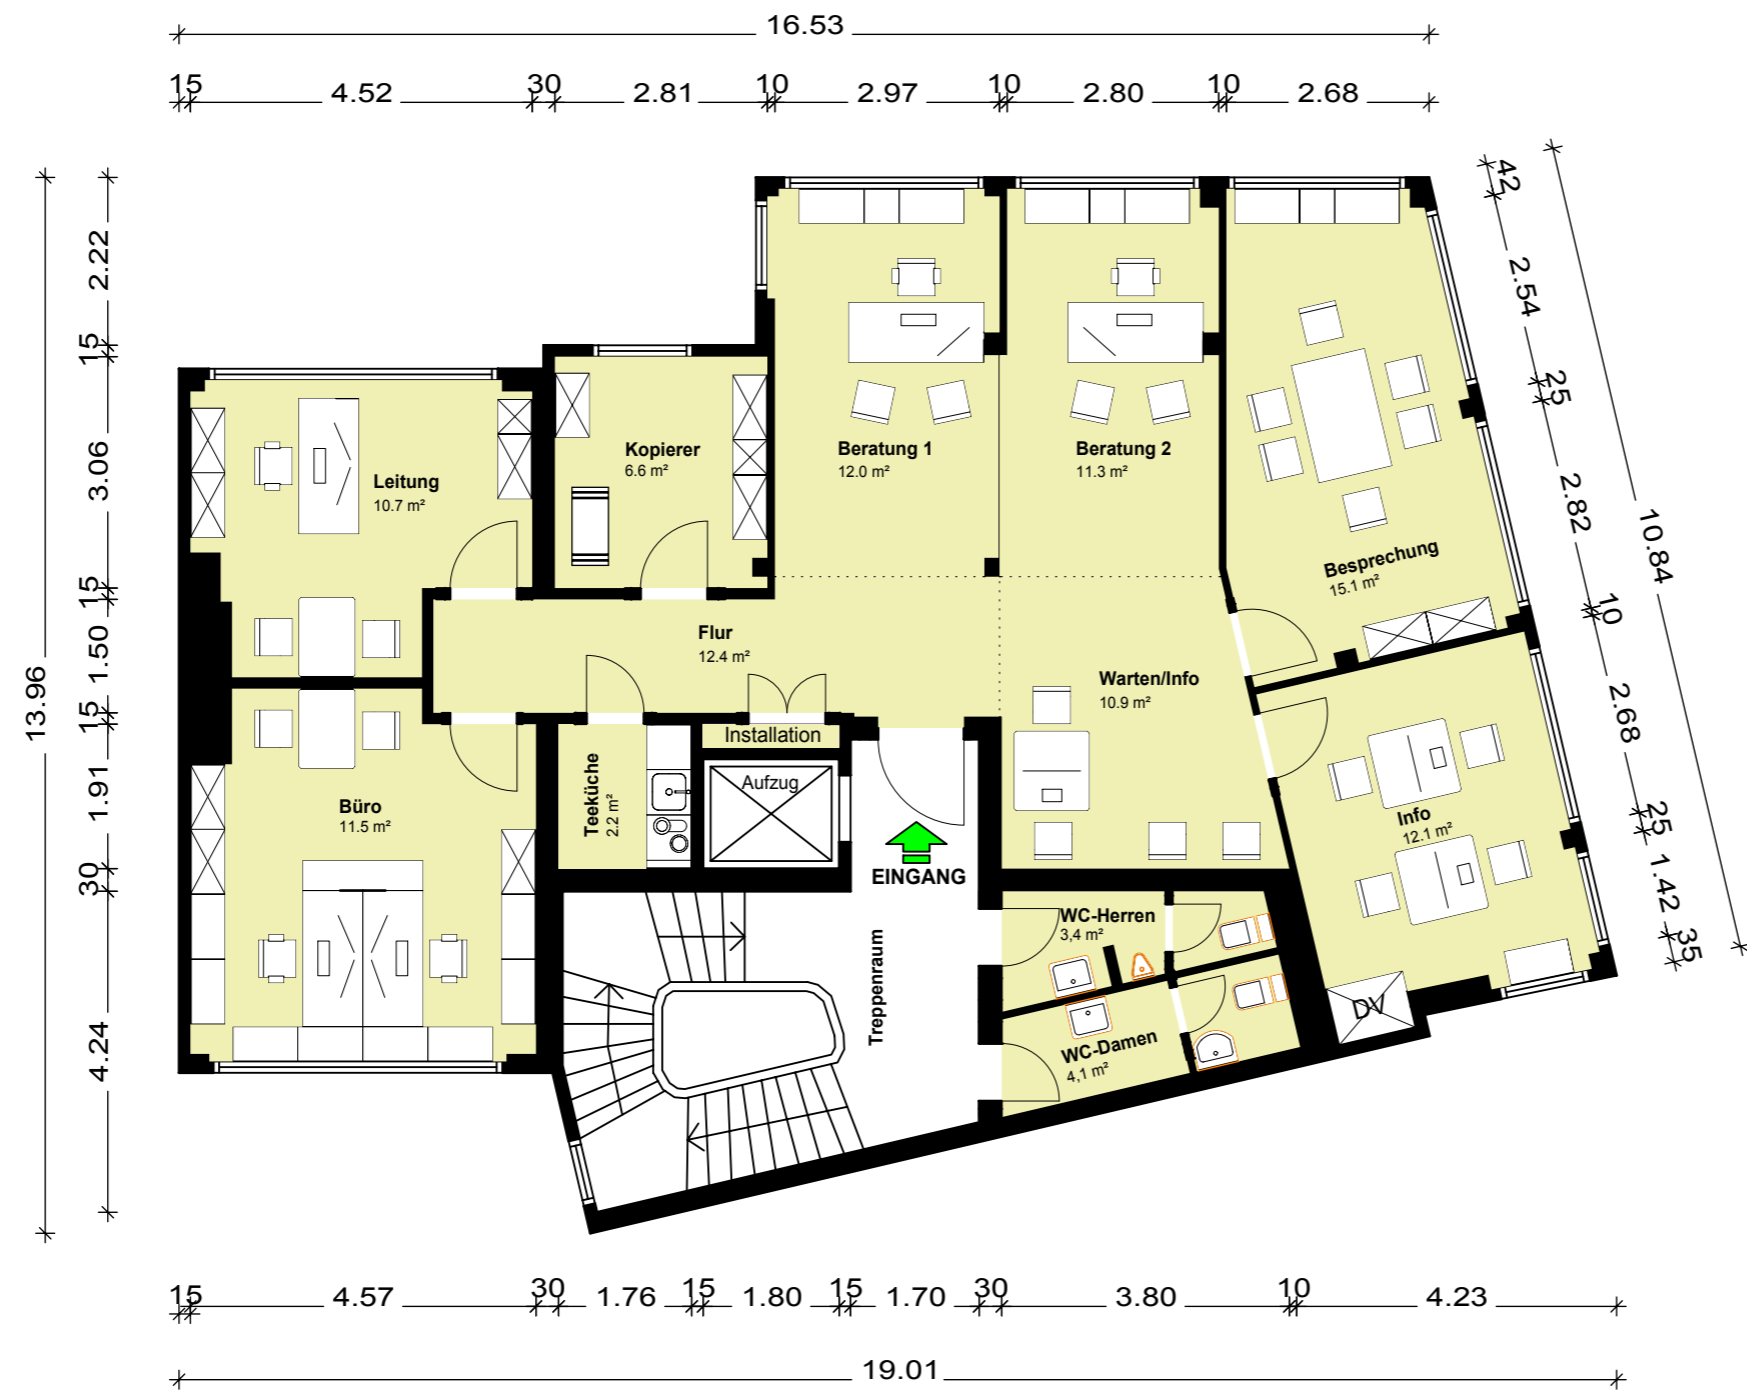 16.53
15 4.52 30 2.81 10 2.97 10 2.80 10 2.68
13.96
2.22
15
3.06
15
1.50
15
1.91
30
4.24
42
2.54
25
2.82
10
2.68
25
1.42
35
10.84
Leitung
10.7 m²
Kopierer
6.6 m²
Beratung 1
12.0 m²
Beratung 2
11.3 m²
Besprechung
15.1 m²
Flur
12.4 m²
Warten/Info
10.9 m²
Installation
Aufzug
Teeküche
2.2 m²
Büro
11.5 m²
Info
12.1 m²
EINGANG
Treppenraum
WC-Herren
3,4 m²
WC-Damen
4,1 m²
DV
15 4.57 30 1.76 15 1.80 15 1.70 30 3.80 10 4.23
19.01